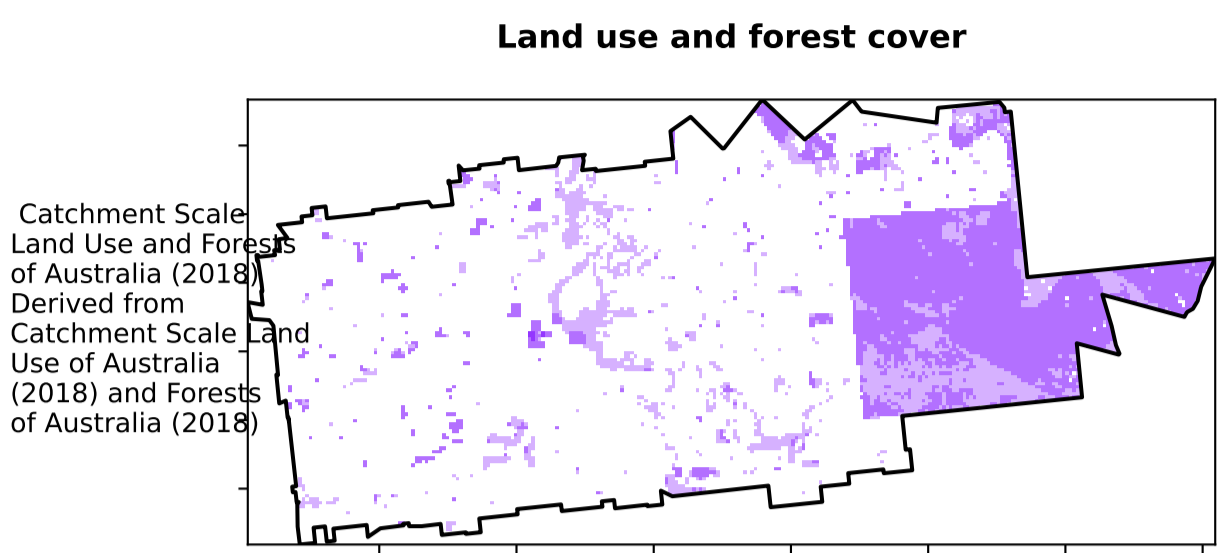 Land use and forest cover
Catchment Scale
Land Use and Forests
of Australia (2018)
Derived from
Catchment Scale Land
Use of Australia
(2018) and Forests
of Australia (2018)